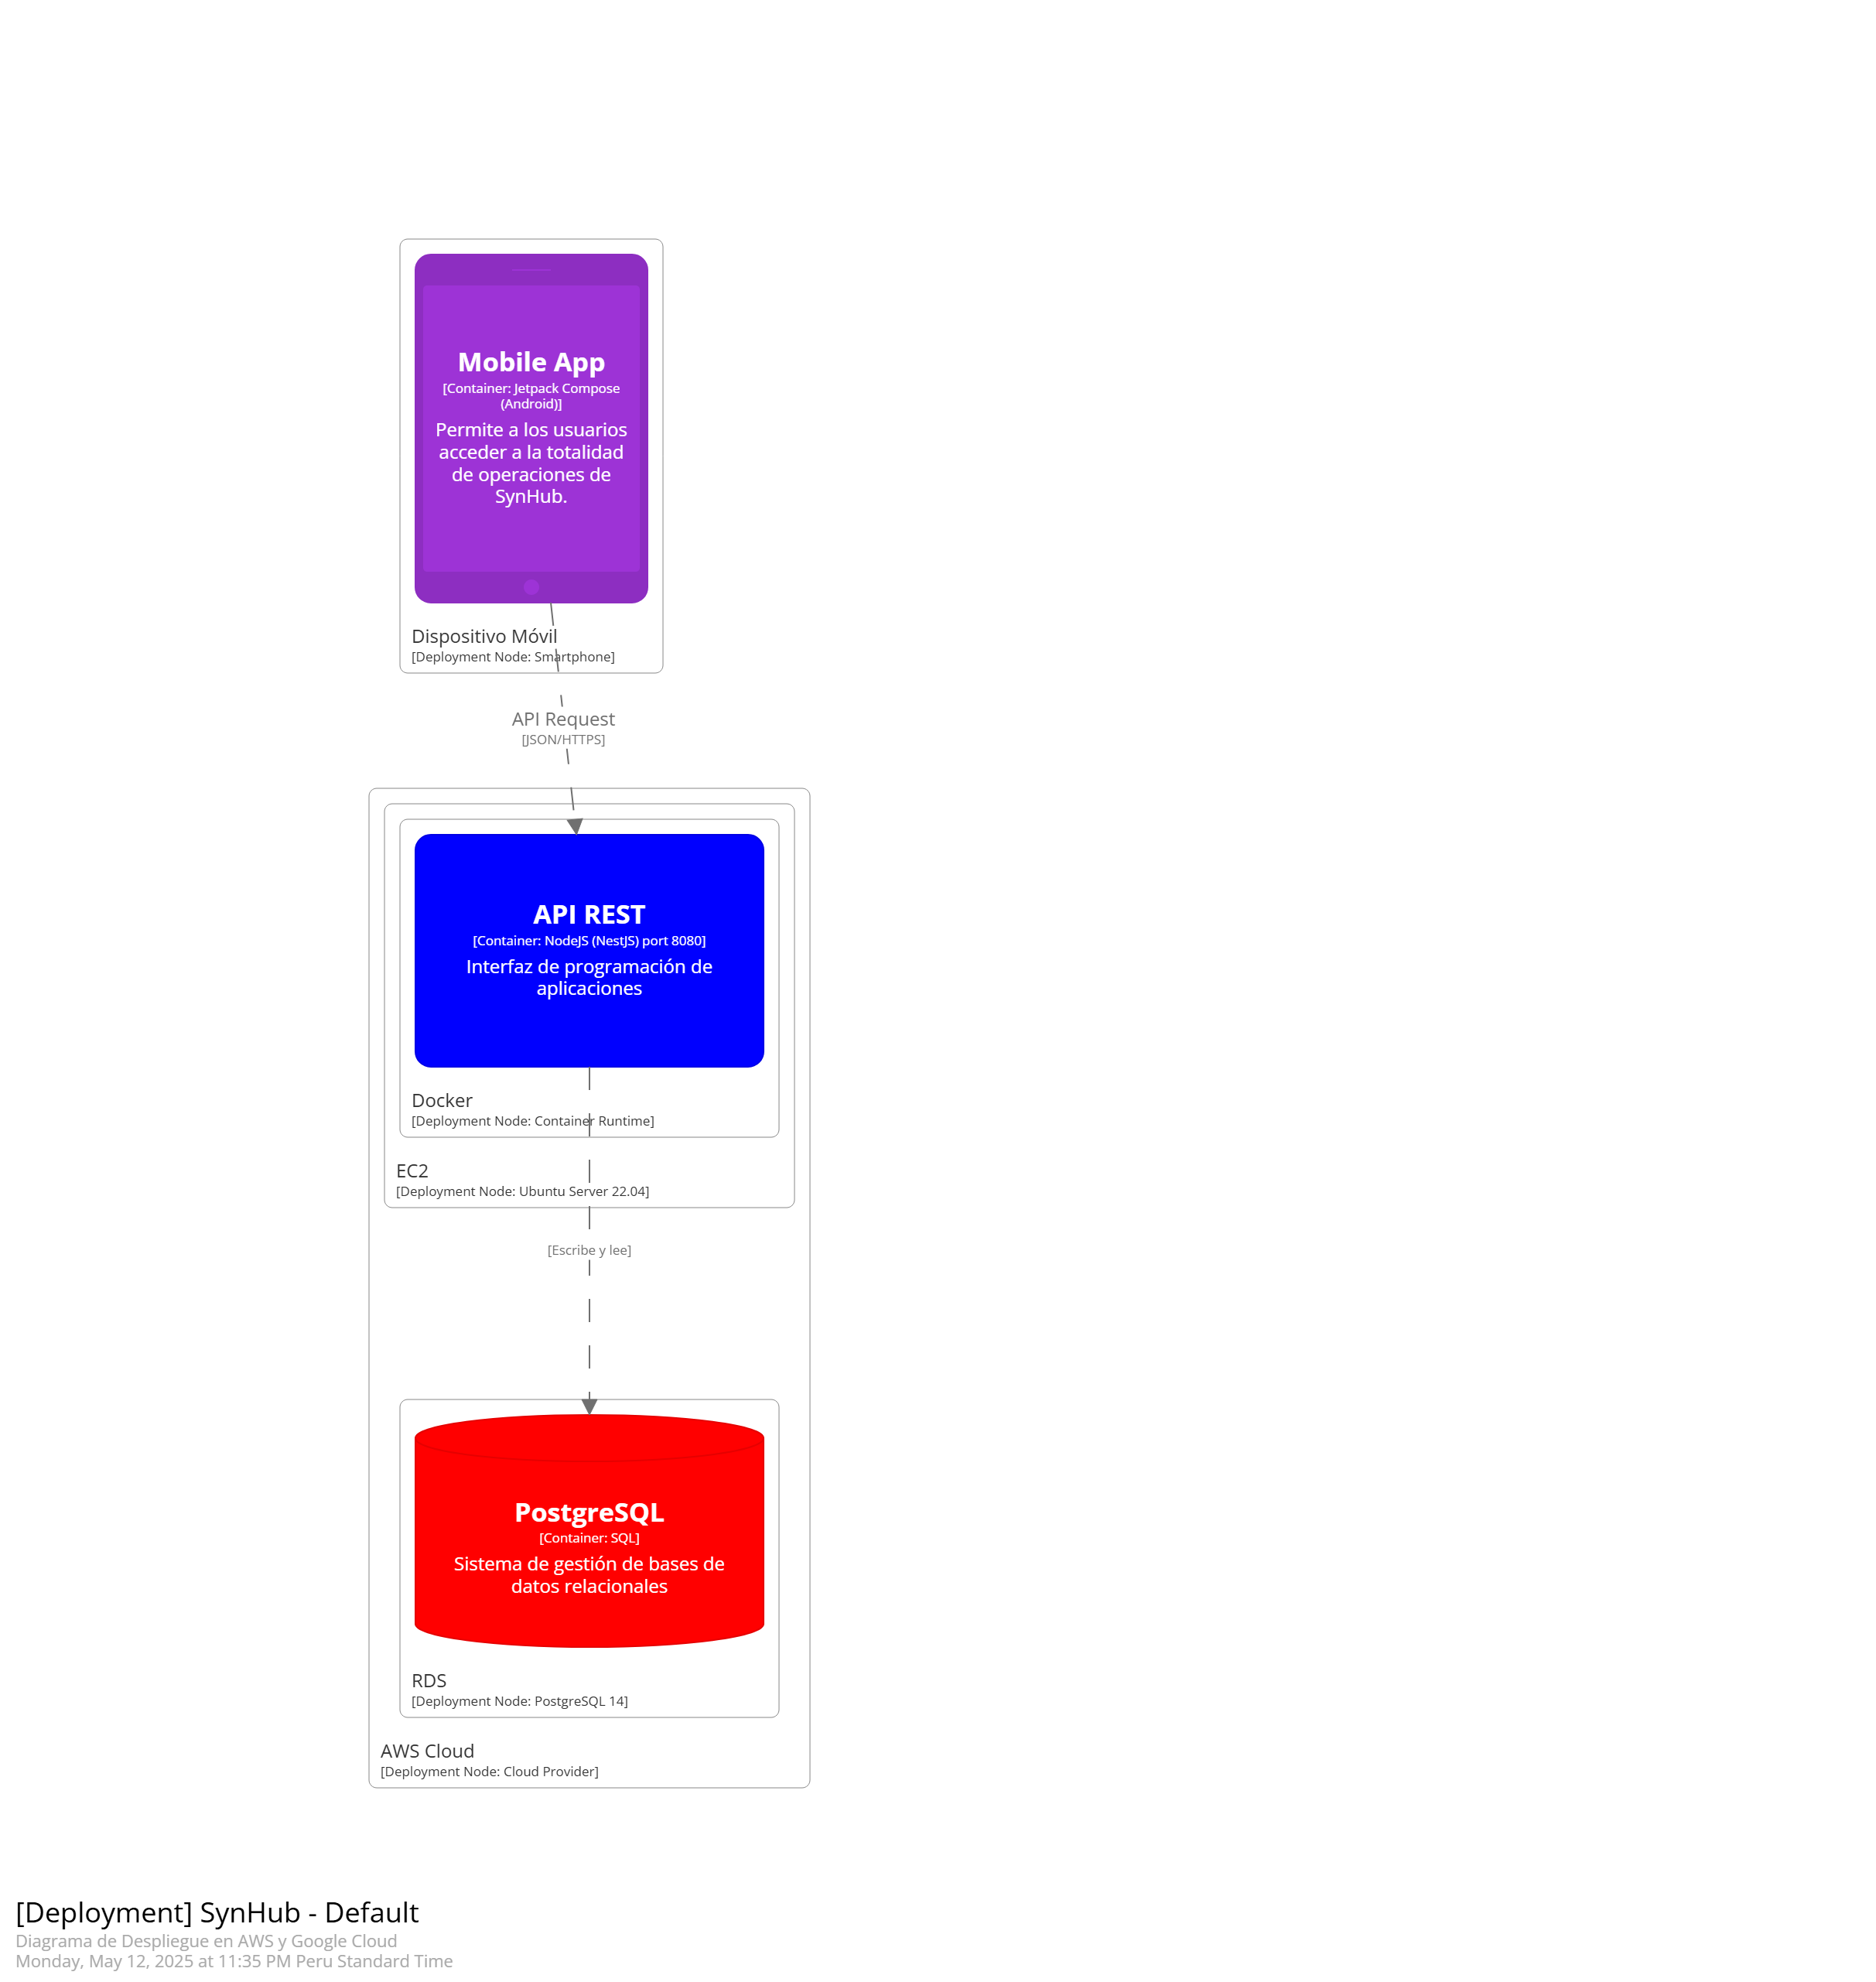 Mobile App
[Container: Jetpack Compose
(Android)]
Permite a los usuarios
acceder a la totalidad
de operaciones de
SynHub.
Dispositivo Móvil
[Deployment Node: Smartphone]
API Request
[JSON/HTTPS]
API REST
[Container: NodeJS (NestJS) port 8080]
Interfaz de programación de
aplicaciones
Docker
[Deployment Node: Container Runtime]
EC2
[Deployment Node: Ubuntu Server 22.04]
[Escribe y lee]
PostgreSQL
[Container: SQL]
Sistema de gestión de bases de
datos relacionales
RDS
[Deployment Node: PostgreSQL 14]
AWS Cloud
[Deployment Node: Cloud Provider]
[Deployment] SynHub - Default
Diagrama de Despliegue en AWS y Google Cloud
Monday, May 12, 2025 at 11:35 PM Peru Standard Time